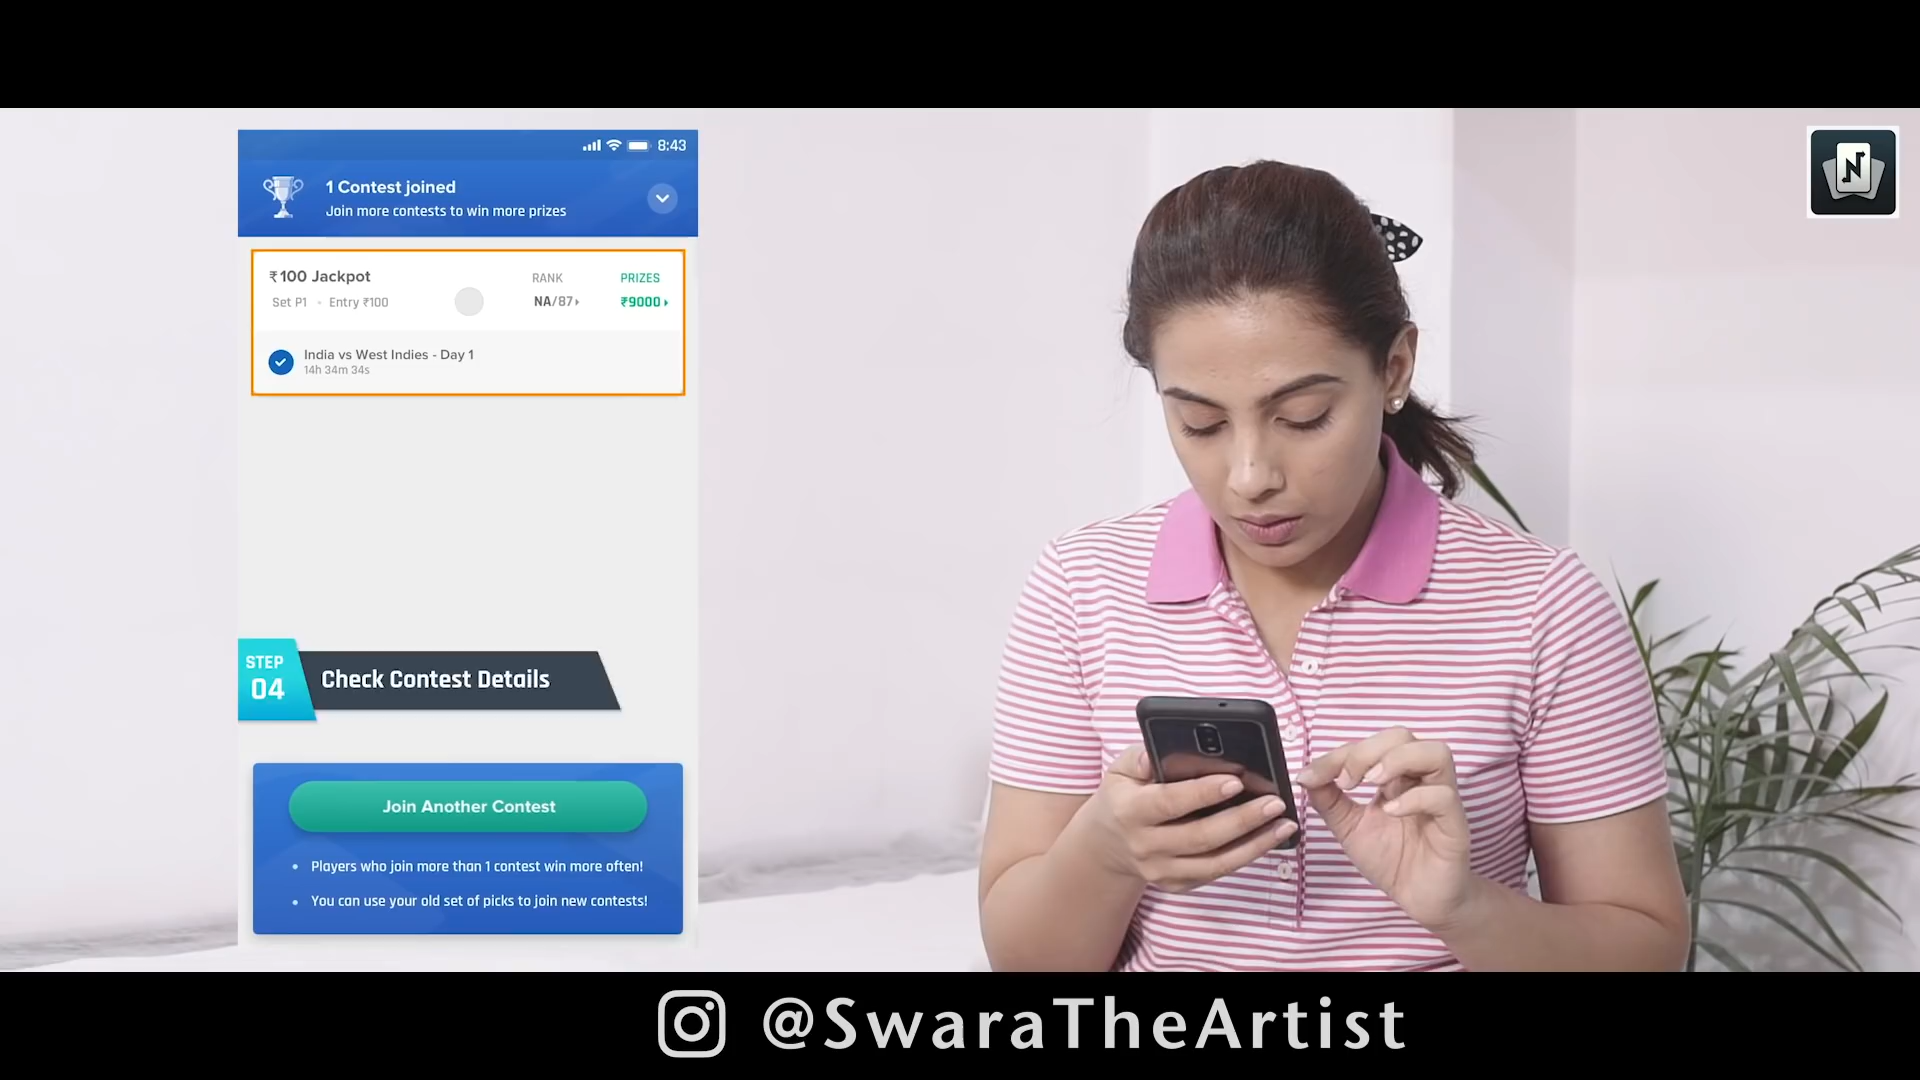 8:43
1 Contest joined
Join more contests to win more prizes
₹100 Jackpot
RANK
PRIZES
Set P1 • Entry ₹100
NA/87
₹9000
India vs West Indies - Day 1
14h 34m 34s
STEP
04
Check Contest Details
Join Another Contest
• Players who join more than 1 contest win more often!
• You can use your old set of picks to join new contests!
N
@SwaraTheArtist